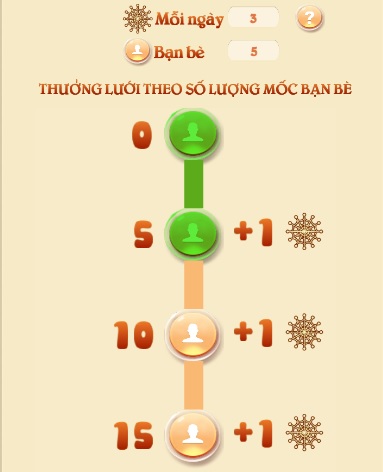 Mỗi ngày 3 ?
Bạn bè 5
THƯỞNG LƯỚI THEO SỐ LƯỢNG MỐC BẠN BÈ
0
5 +1
10 +1
15 +1